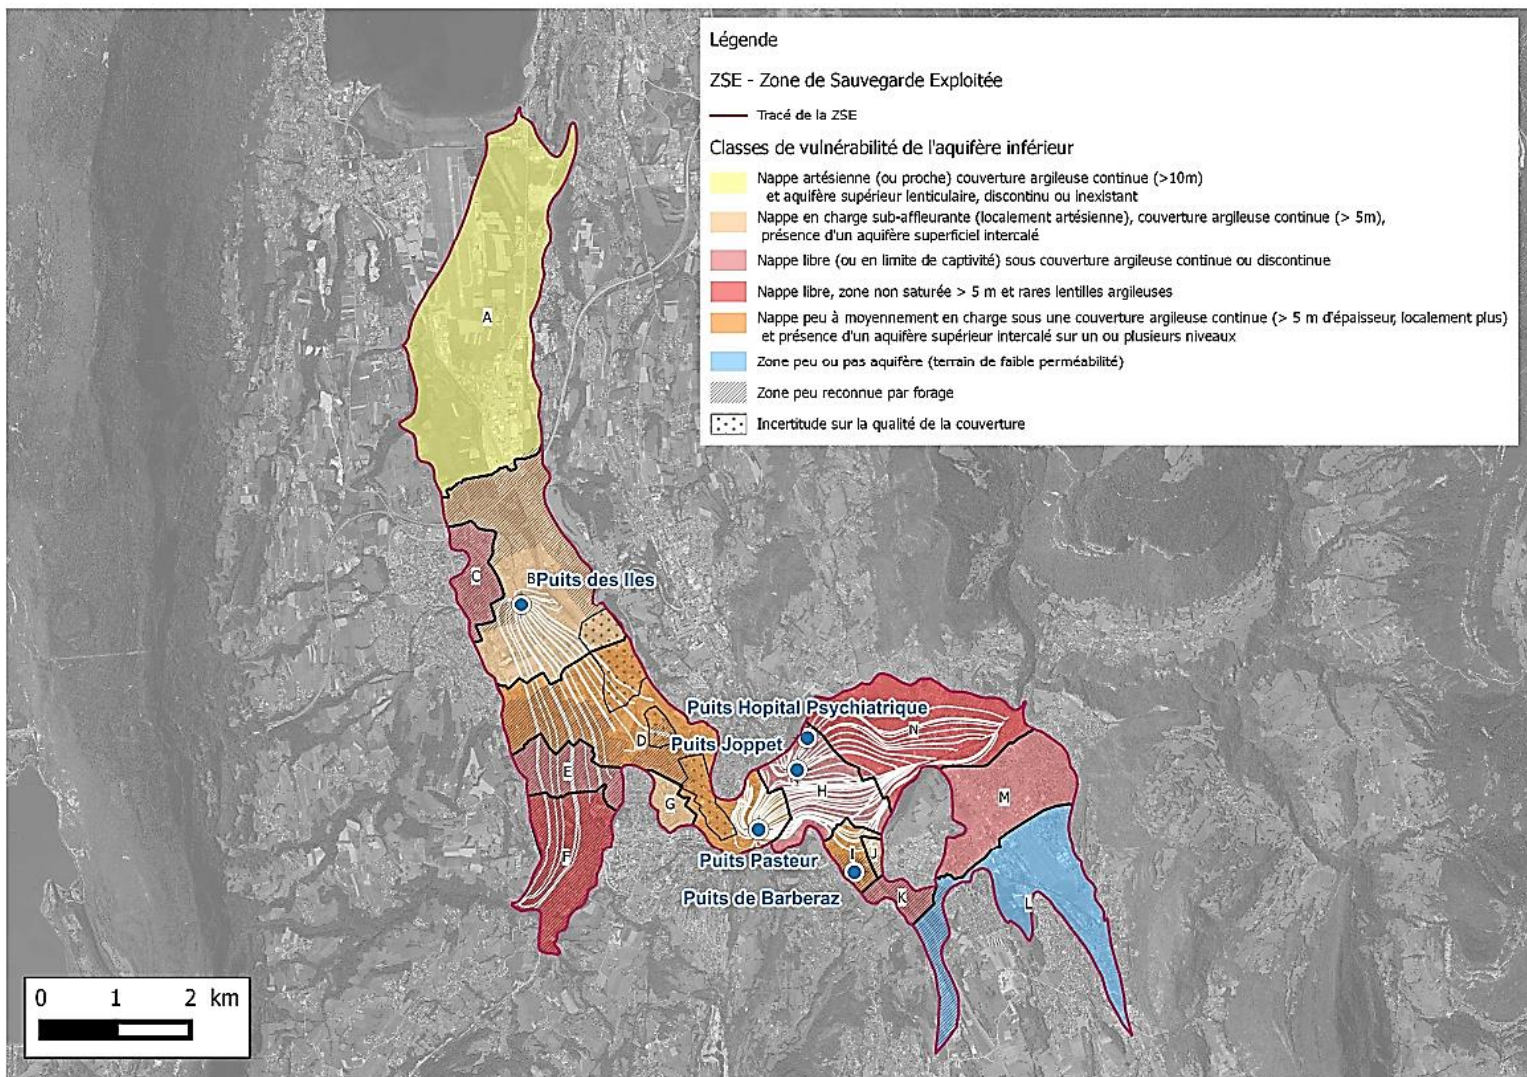 Légende
ZSE - Zone de Sauvegarde Exploitée
Tracé de la ZSE
Classes de vulnérabilité de l'aquifère inférieur
Nappe artésienne (ou proche) couverture argileuse continue (>10m)
et aquifère supérieur lenticulaire, discontinu ou inexistant
Nappe en charge sub-affleurante (localement artésienne), couverture argileuse continue (> 5m),
présence d'un aquifère superficiel intercalé
Nappe libre (ou en limite de captivité) sous couverture argileuse continue ou discontinue
Nappe libre, zone non saturée > 5 m et rares lentilles argileuses
Nappe peu à moyennement en charge sous une couverture argileuse continue (> 5 m d'épaisseur, localement plus)
et présence d'un aquifère supérieur intercalé sur un ou plusieurs niveaux
Zone peu ou pas aquifère (terrain de faible perméabilité)
Zone peu reconnue par forage
Incertitude sur la qualité de la couverture
A
B
Puits des Iles
C
Puits Hopital Psychiatrique
N
D
Puits Joppet
E
H
M
G
Puits Pasteur
F
I
J
Puits de Barberaz
K
L
0 1 2 km